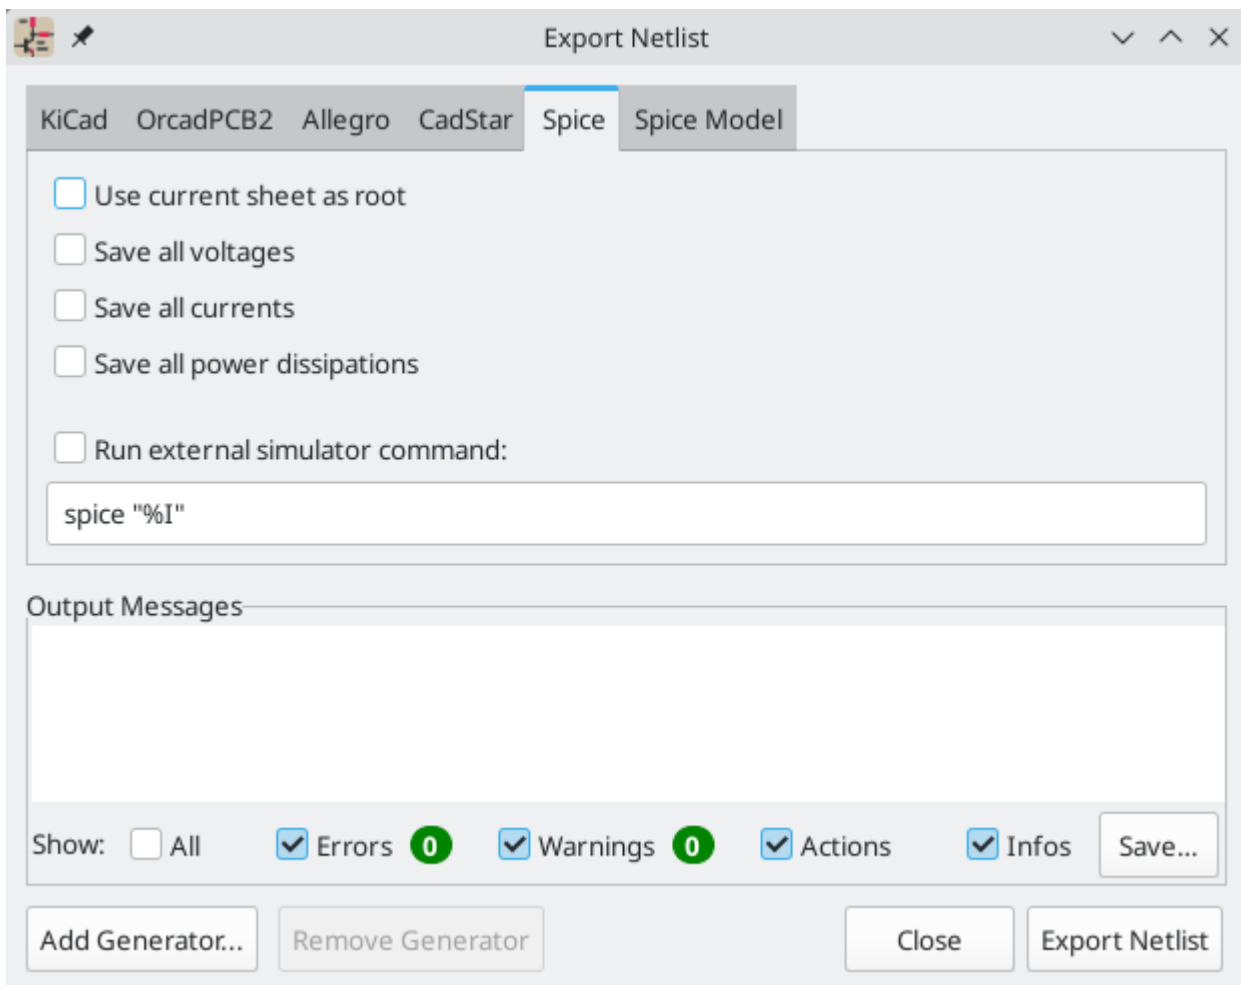 Export Netlist
KiCad OrcadPCB2 Allegro CadStar Spice Spice Model
Use current sheet as root
Save all voltages
Save all currents
Save all power dissipations
Run external simulator command:
spice "%I"
Output Messages
Show: All Errors 0 Warnings 0 Actions Infos Save...
Add Generator... Remove Generator Close Export Netlist